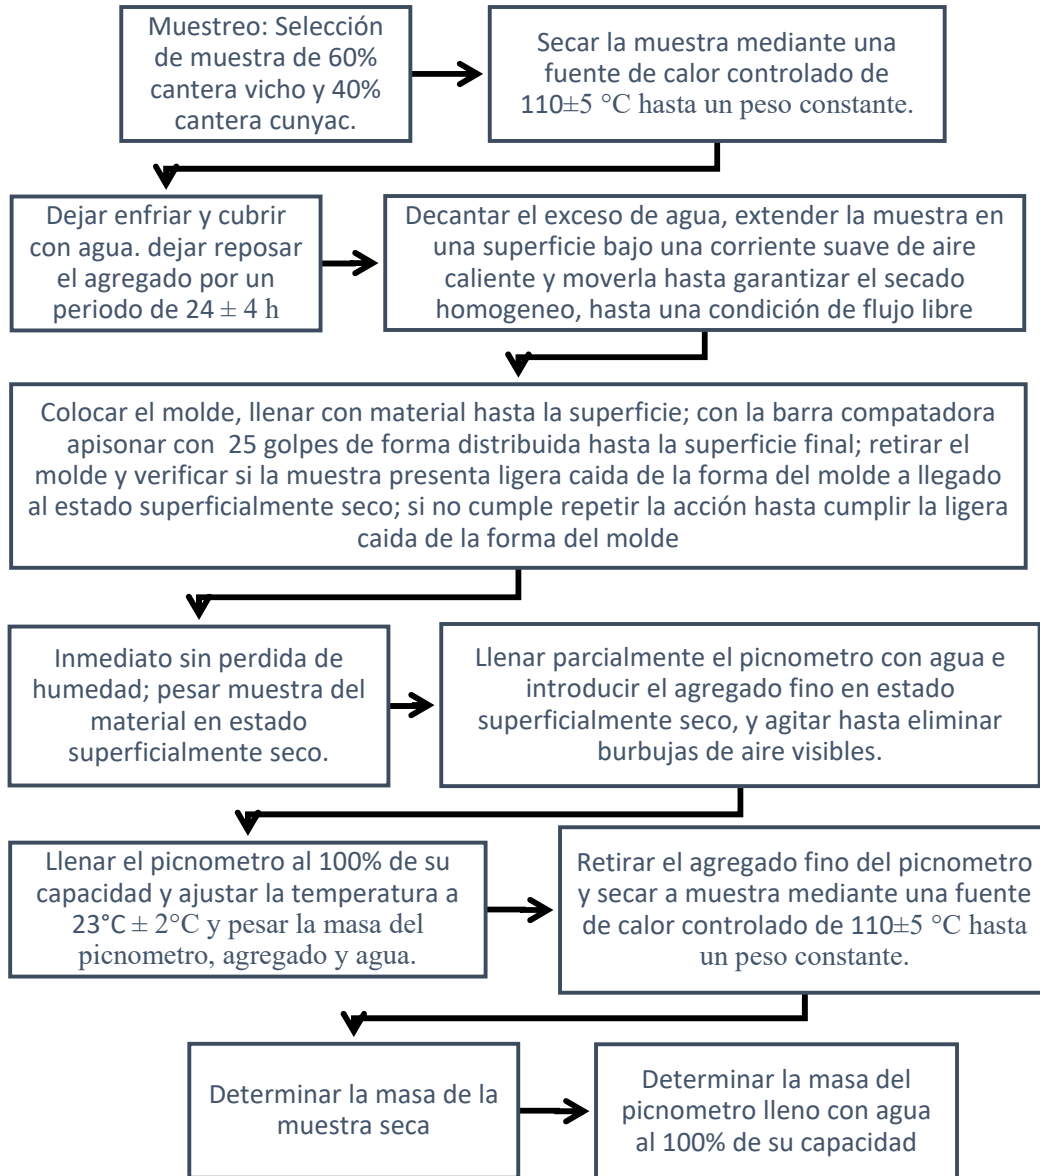 Muestreo: Selección
de muestra de 60%
cantera vicho y 40%
cantera cunyac.
Secar la muestra mediante una
fuente de calor controlado de
110±5 °C hasta un peso constante.
Dejar enfriar y cubrir
con agua. dejar reposar
el agregado por un
periodo de 24 ± 4 h
Decantar el exceso de agua, extender la muestra en
una superficie bajo una corriente suave de aire
caliente y moverla hasta garantizar el secado
homogeneo, hasta una condición de flujo libre
Colocar el molde, llenar con material hasta la superficie; con la barra compatadora
apisonar con 25 golpes de forma distribuida hasta la superficie final; retirar el
molde y verificar si la muestra presenta ligera caida de la forma del molde a llegado
al estado superficialmente seco; si no cumple repetir la acción hasta cumplir la ligera
caida de la forma del molde
Inmediato sin perdida de
humedad; pesar muestra del
material en estado
superficialmente seco.
Llenar parcialmente el picnometro con agua e
introducir el agregado fino en estado
superficialmente seco, y agitar hasta eliminar
burbujas de aire visibles.
Llenar el picnometro al 100% de su
capacidad y ajustar la temperatura a
23°C ± 2°C y pesar la masa del
picnometro, agregado y agua.
Retirar el agregado fino del picnometro
y secar a muestra mediante una fuente
de calor controlado de 110±5 °C hasta
un peso constante.
Determinar la masa de la
muestra seca
Determinar la masa del
picnometro lleno con agua
al 100% de su capacidad